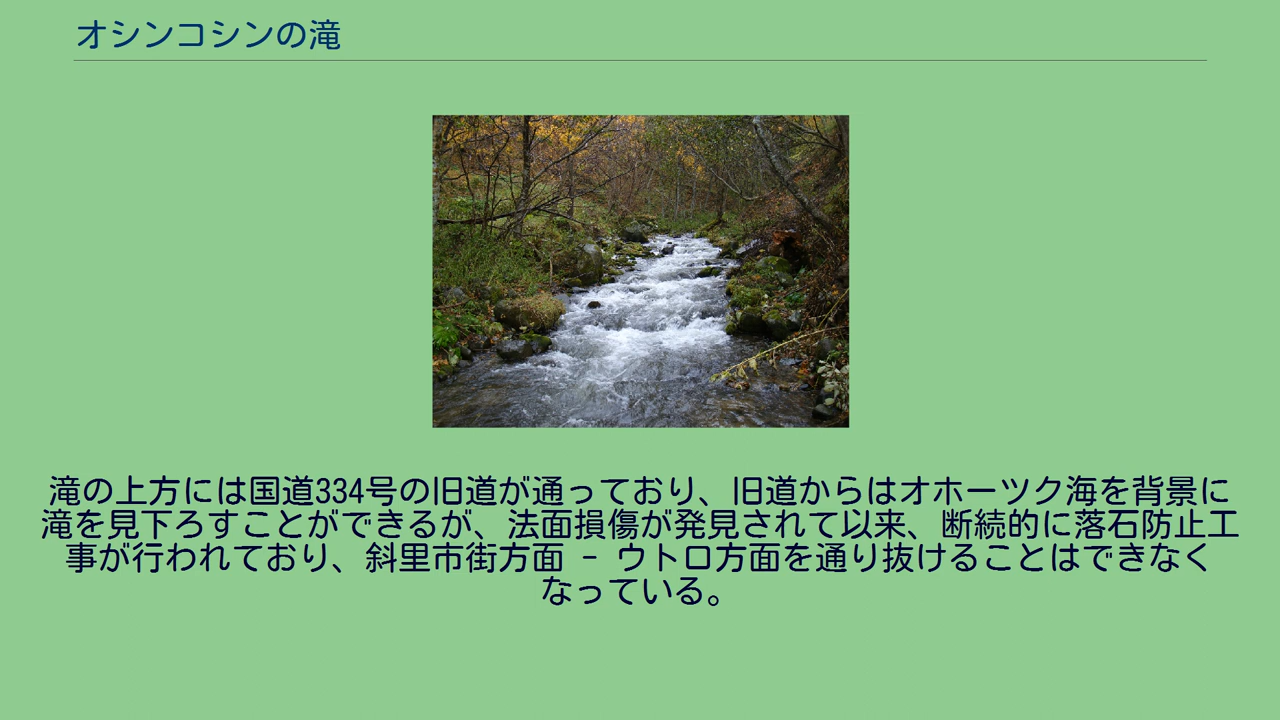 オシンコシンの滝
滝の上方には国道334号の旧道が通っており、旧道からはオホーツク海を背景に
滝を見下ろすことができるが、法面損傷が発見されて以来、断続的に落石防止工
事が行われており、斜里市街方面 - ウトロ方面を通り抜けることはできなく
なっている。